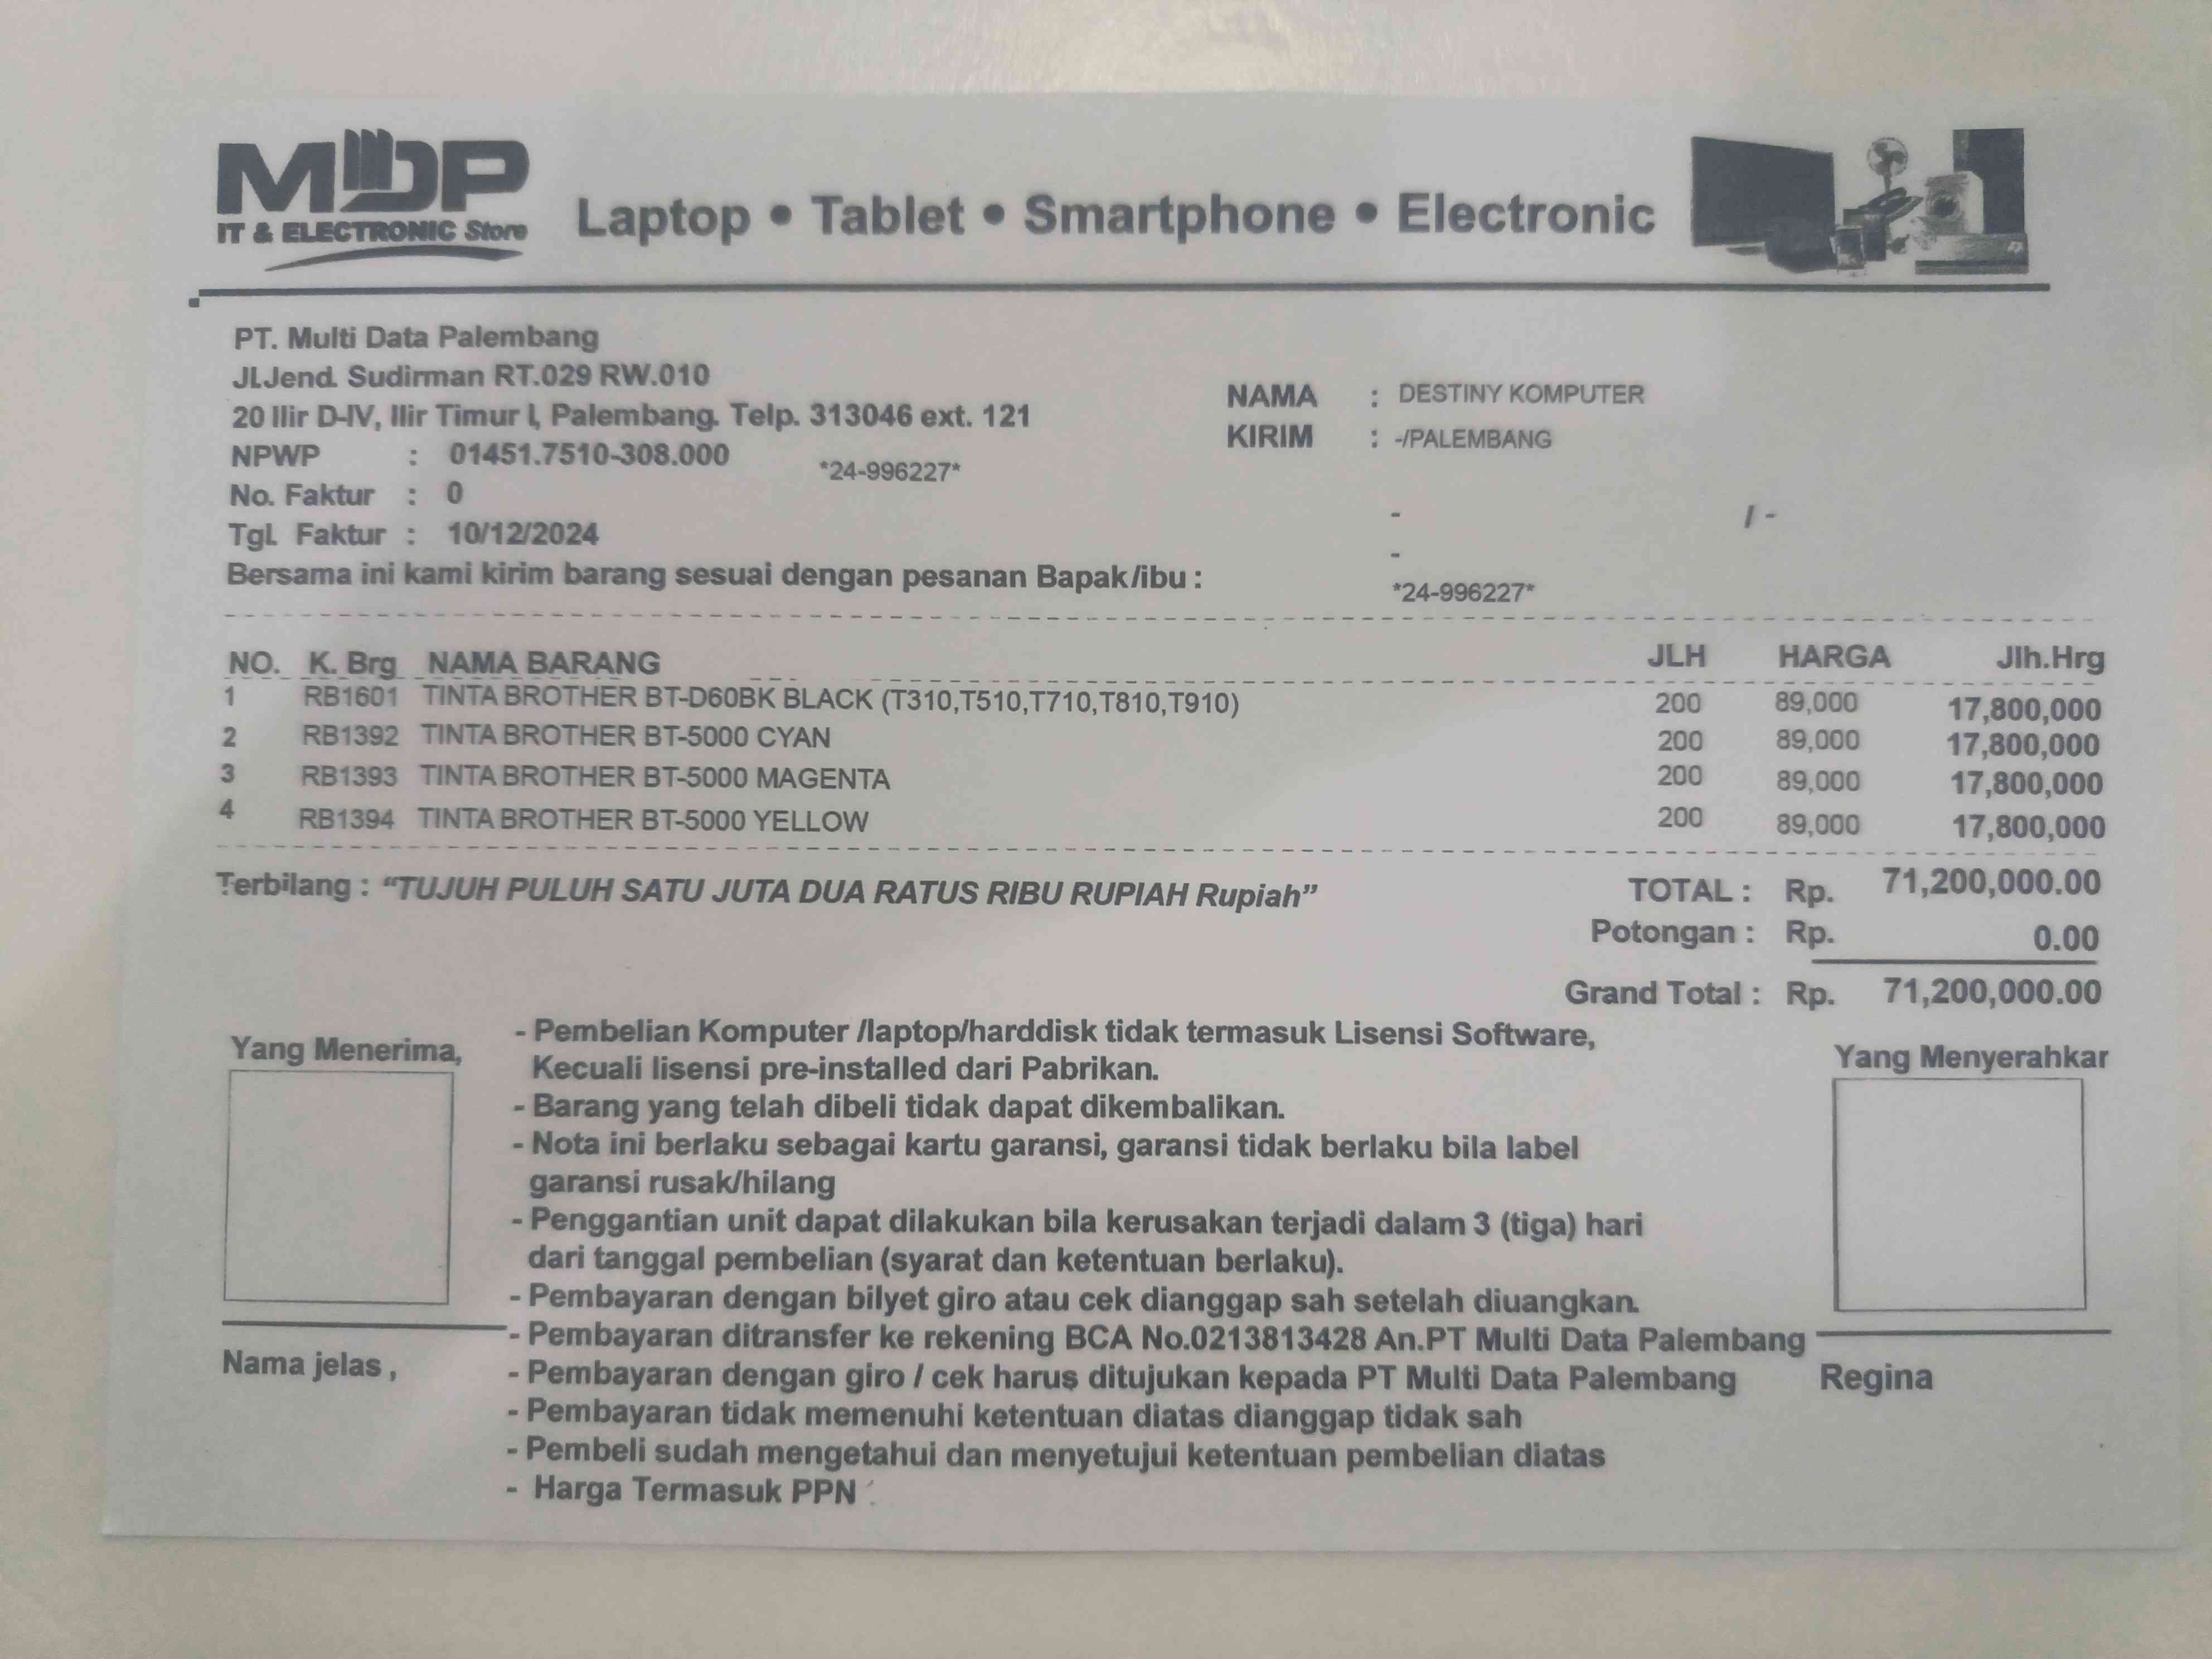 MDP
IT & ELECTRONIC Store
Laptop • Tablet • Smartphone • Electronic
PT. Multi Data Palembang
Jl.Jend. Sudirman RT.029 RW.010
20 Ilir D-IV, Ilir Timur I, Palembang. Telp. 313046 ext. 121
NPWP : 01451.7510-308.000 *24-996227*
No. Faktur : 0
Tgl. Faktur : 10/12/2024
Bersama ini kami kirim barang sesuai dengan pesanan Bapak/ibu :
NAMA : DESTINY KOMPUTER
KIRIM : -/PALEMBANG
- / -
-
*24-996227*
NO. K. Brg NAMA BARANG JLH HARGA Jlh.Hrg
1 RB1601 TINTA BROTHER BT-D60BK BLACK (T310,T510,T710,T810,T910) 200 89,000 17,800,000
2 RB1392 TINTA BROTHER BT-5000 CYAN 200 89,000 17,800,000
3 RB1393 TINTA BROTHER BT-5000 MAGENTA 200 89,000 17,800,000
4 RB1394 TINTA BROTHER BT-5000 YELLOW 200 89,000 17,800,000
Terbilang : “TUJUH PULUH SATU JUTA DUA RATUS RIBU RUPIAH Rupiah”
TOTAL : Rp. 71,200,000.00
Potongan : Rp. 0.00
Grand Total : Rp. 71,200,000.00
Yang Menerima,
- Pembelian Komputer /laptop/harddisk tidak termasuk Lisensi Software,
Kecuali lisensi pre-installed dari Pabrikan.
- Barang yang telah dibeli tidak dapat dikembalikan.
- Nota ini berlaku sebagai kartu garansi, garansi tidak berlaku bila label
garansi rusak/hilang
- Penggantian unit dapat dilakukan bila kerusakan terjadi dalam 3 (tiga) hari
dari tanggal pembelian (syarat dan ketentuan berlaku).
- Pembayaran dengan bilyet giro atau cek dianggap sah setelah diuangkan.
- Pembayaran ditransfer ke rekening BCA No.0213813428 An.PT Multi Data Palembang
- Pembayaran dengan giro / cek harus ditujukan kepada PT Multi Data Palembang
- Pembayaran tidak memenuhi ketentuan diatas dianggap tidak sah
- Pembeli sudah mengetahui dan menyetujui ketentuan pembelian diatas
- Harga Termasuk PPN
Yang Menyerahkar
Nama jelas ,
Regina